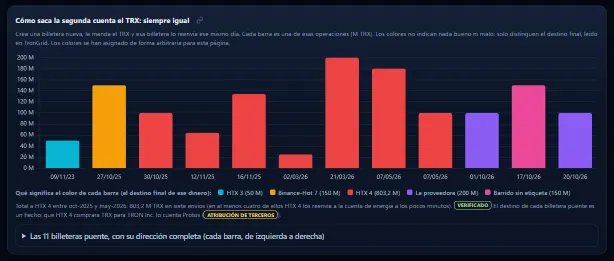 Cómo saca la segunda cuenta el TRX: siempre igual
Crea una billetera nueva, le manda el TRX y esa billetera lo reenvía ese mismo día. Cada barra es una de esas operaciones (M TRX). Los colores no indican nada bueno ni malo: solo distinguen el destino final, leído
en TronGrid. Los colores se han asignado de forma arbitraria para esta página.
200 M
180 M
160 M
140 M
120 M
100 M
80 M
60 M
40 M
20 M
0 M
09/11/23 27/10/25 30/10/25 12/11/25 16/11/25 02/03/26 21/03/26 07/05/26 07/05/26 01/10/26 17/10/26 20/10/26
Qué significa el color de cada barra (el destino final de ese dinero): HTX 3 (50 M) Binance-Hot 7 (150 M) HTX 4 (803,2 M) La proveedora (200 M) Barrido sin etiqueta (150 M)
Total a HTX 4 entre oct-2025 y may-2026: 803,2 M TRX en siete envíos (en al menos cuatro de ellos HTX 4 los reenvía a la cuenta de energía a los pocos minutos). VERIFICADO El destino de cada billetera puente es
un hecho; que HTX 4 comprara TRX para TRON Inc. lo cuenta Protos (ATRIBUCIÓN DE TERCEROS).
Las 11 billeteras puente, con su dirección completa (cada barra, de izquierda a derecha)